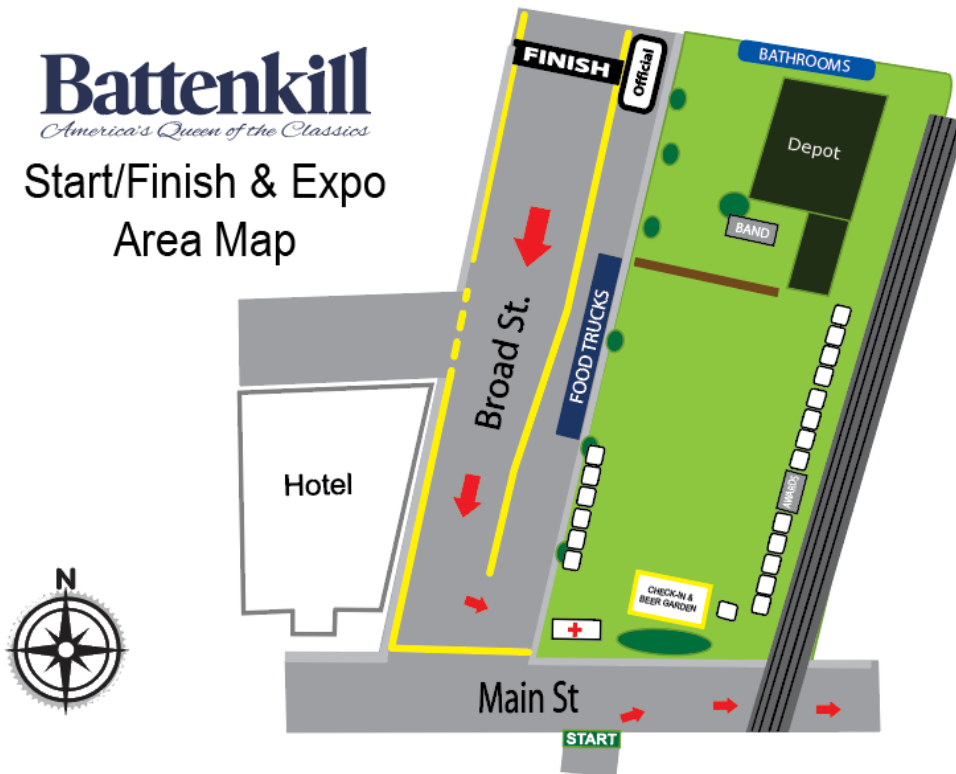 Battenkill
America's Queen of the Classics
Start/Finish & Expo
Area Map
FINISH
Official
BATHROOMS
Depot
BAND
Broad St.
FOOD TRUCKS
Hotel
AWARDS
N
CHECK-IN &
BEER GARDEN
Main St
START